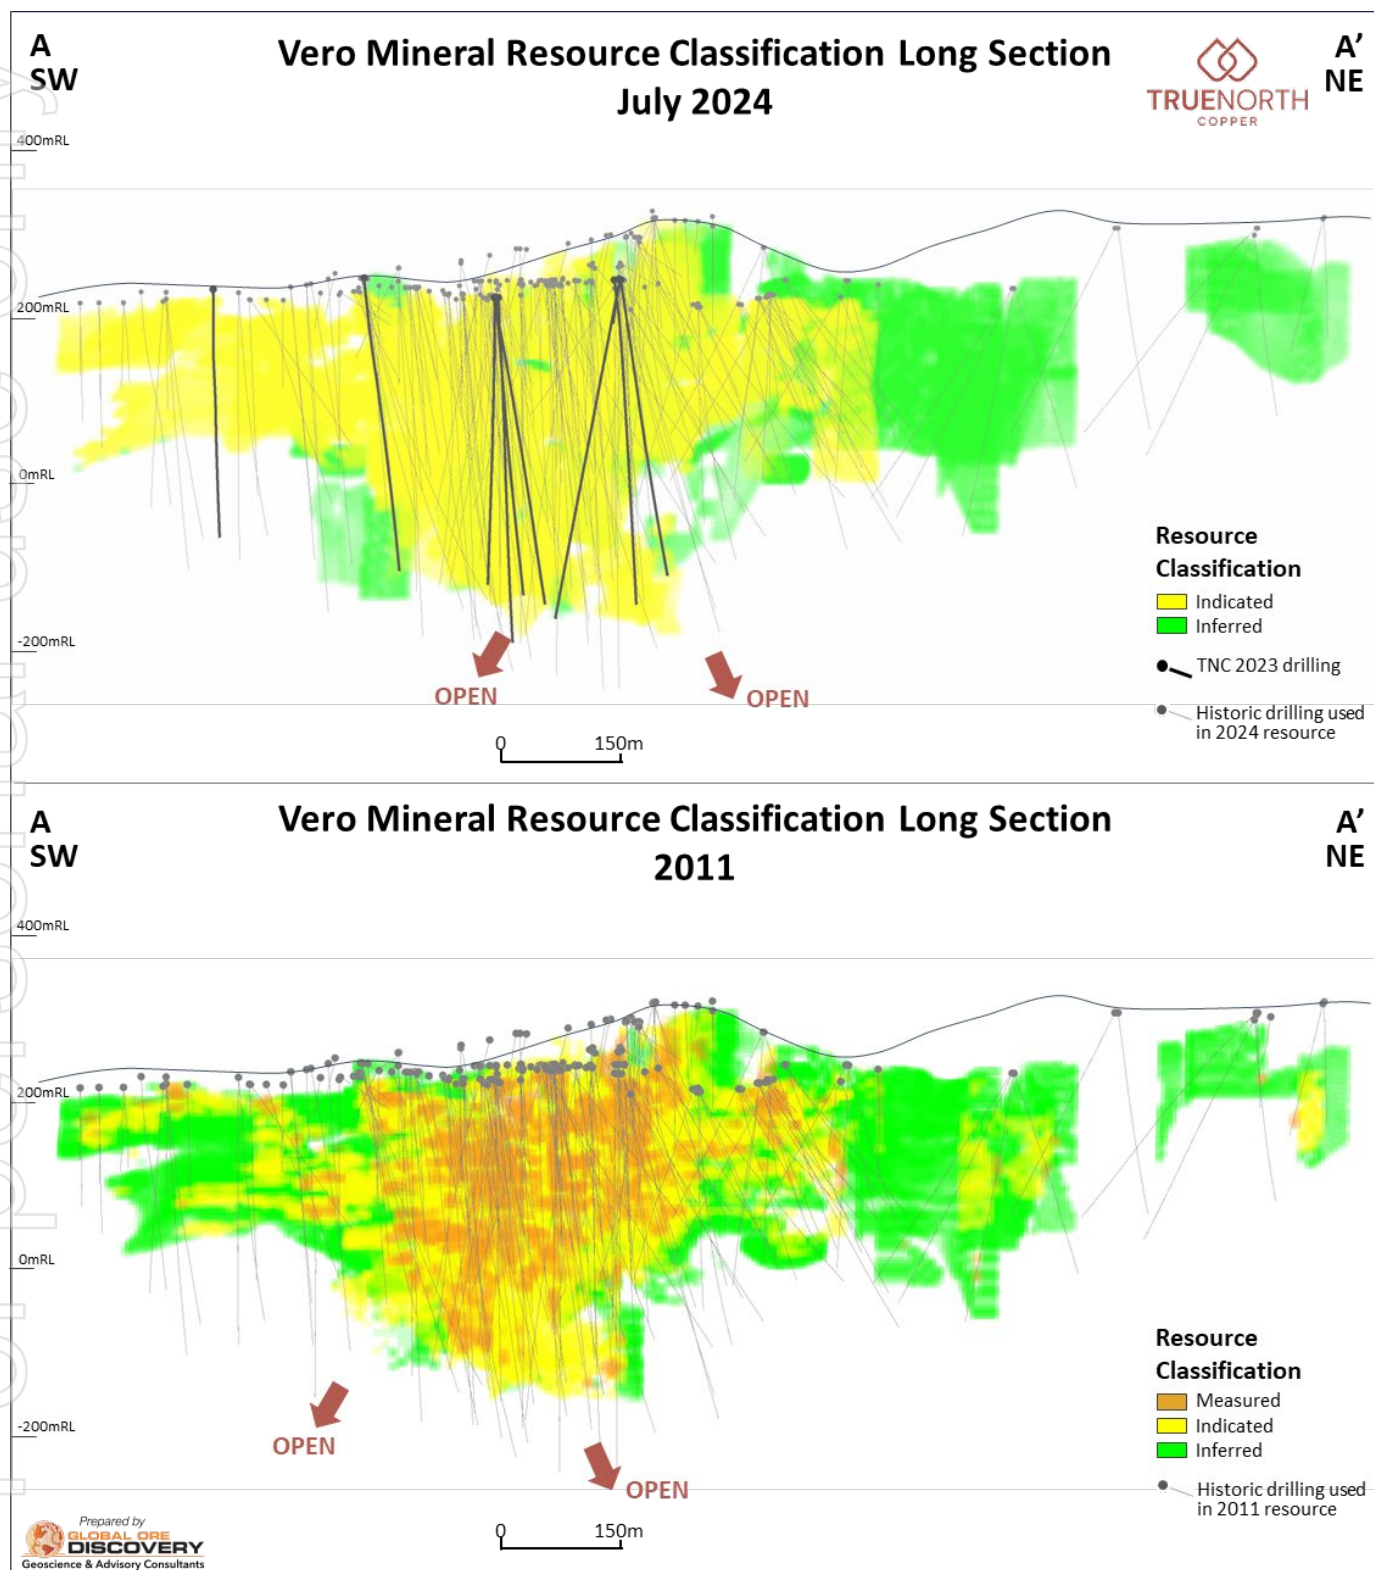 A
SW
Vero Mineral Resource Classification Long Section
July 2024
TRUENORTH
COPPER
A’
NE
400mRL
200mRL
0mRL
-200mRL
OPEN
OPEN
0 150m
Resource
Classification
Indicated
Inferred
TNC 2023 drilling
Historic drilling used
in 2024 resource
A
SW
Vero Mineral Resource Classification Long Section
2011
A’
NE
400mRL
200mRL
0mRL
-200mRL
OPEN
OPEN
0 150m
Resource
Classification
Measured
Indicated
Inferred
Historic drilling used
in 2011 resource
Prepared by
GLOBAL ORE
DISCOVERY
Geoscience & Advisory Consultants